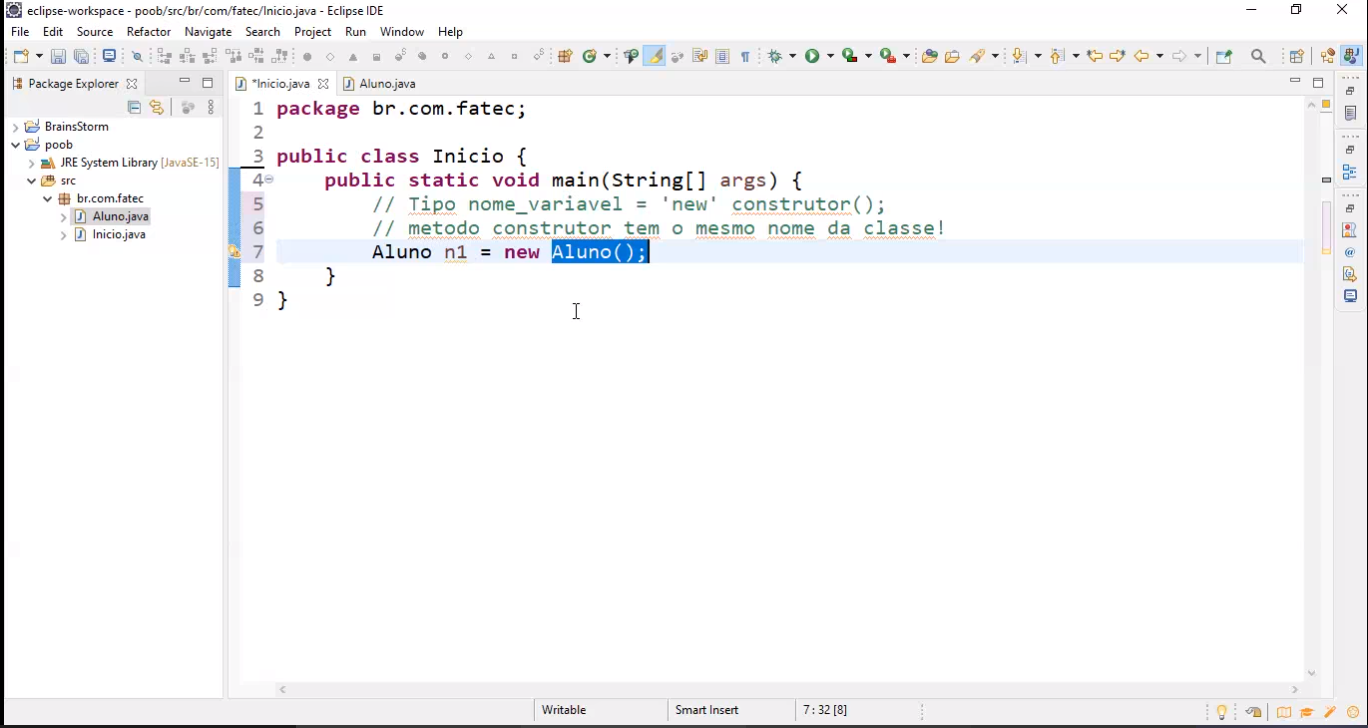 eclipse-workspace - poob/src/br/com/fatec/Inicio.java - Eclipse IDE
File Edit Source Refactor Navigate Search Project Run Window Help
Package Explorer
*Inicio.java Aluno.java
BrainsStorm
poob
JRE System Library [JavaSE-15]
src
br.com.fatec
Aluno.java
Inicio.java
1 package br.com.fatec;
2
3 public class Inicio {
4 public static void main(String[] args) {
5 // Tipo nome_variavel = 'new' construtor();
6 // metodo construtor tem o mesmo nome da classe!
7 Aluno n1 = new Aluno();
8 }
9 }
Writable Smart Insert 7 : 32 [8]